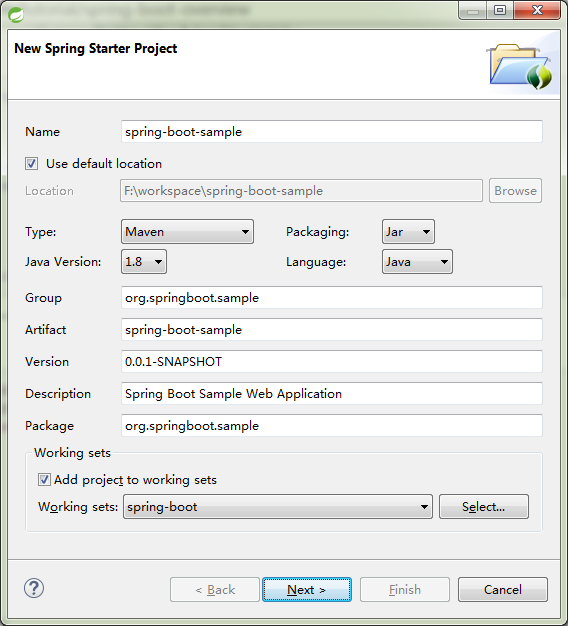 New Spring Starter Project
Name spring-boot-sample
Use default location
Location F:\workspace\spring-boot-sample Browse
Type: Maven Packaging: Jar
Java Version: 1.8 Language: Java
Group org.springboot.sample
Artifact spring-boot-sample
Version 0.0.1-SNAPSHOT
Description Spring Boot Sample Web Application
Package org.springboot.sample
Working sets
Add project to working sets
Working sets: spring-boot Select...
? < Back Next > Finish Cancel